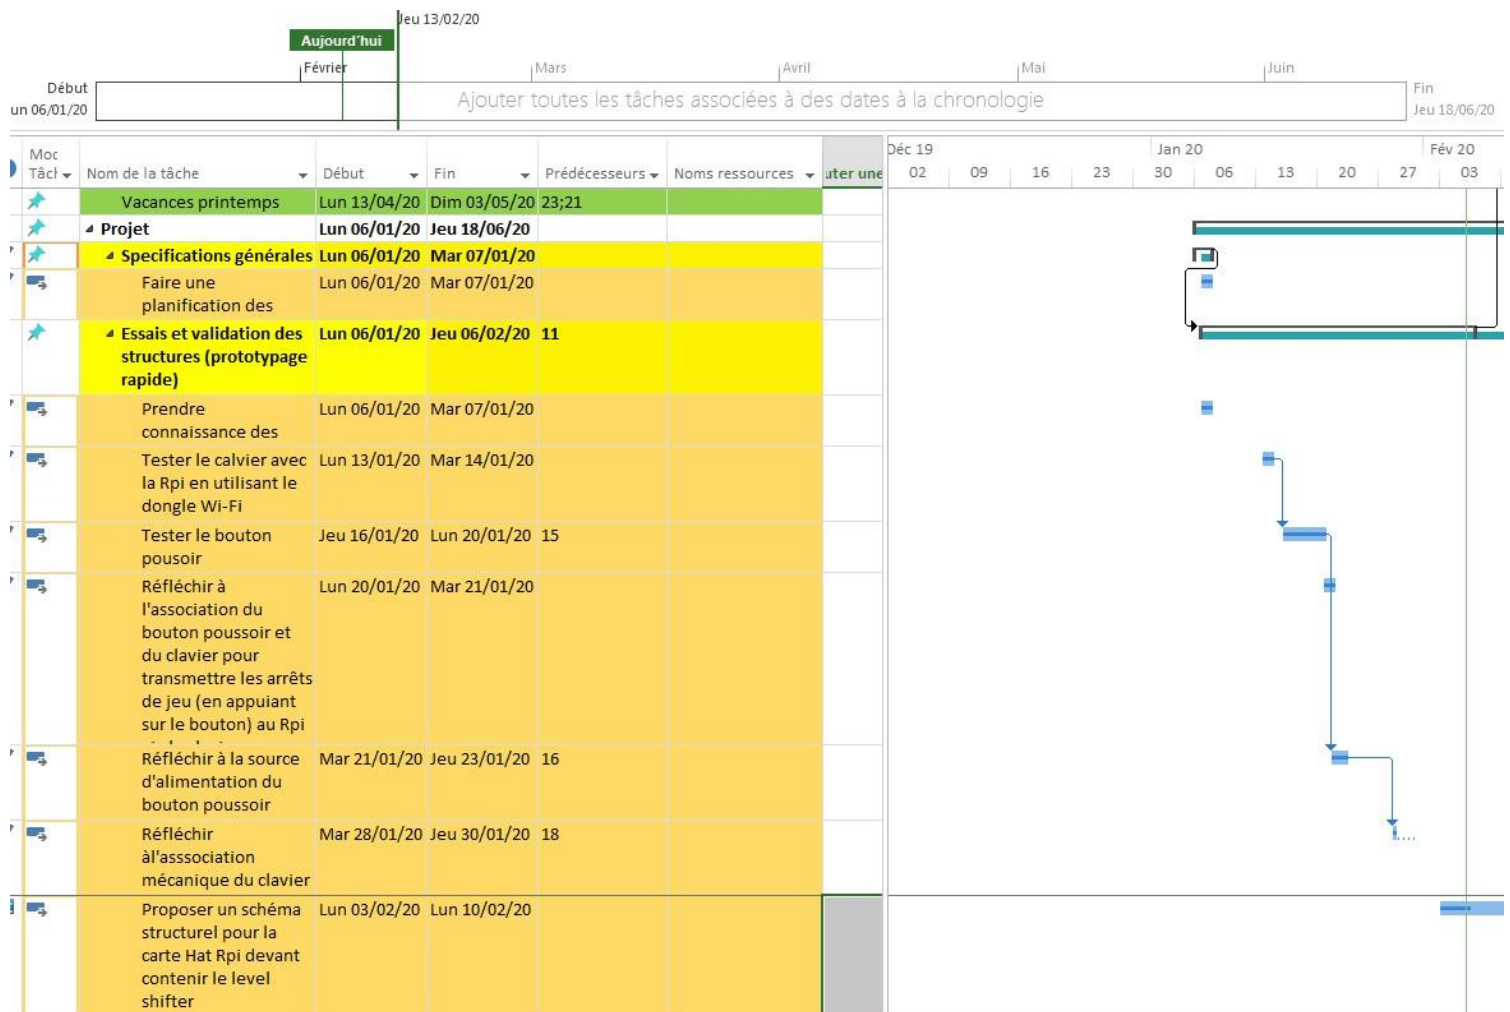 Jeu 13/02/20
Aujourd'hui
Février Mars Avril Mai Juin
Début
un 06/01/20
Ajouter toutes les tâches associées à des dates à la chronologie
Fin
Jeu 18/06/20
Moc
Tâcl Nom de la tâche Début Fin Prédécesseurs Noms ressources uter une
Déc 19 Jan 20 Fév 20
02 09 16 23 30 06 13 20 27 03
Vacances printemps Lun 13/04/20 Dim 03/05/20 23;21
Projet Lun 06/01/20 Jeu 18/06/20
Specifications générales Lun 06/01/20 Mar 07/01/20
Faire une Lun 06/01/20 Mar 07/01/20
planification des
Essais et validation des Lun 06/01/20 Jeu 06/02/20 11
structures (prototypage
rapide)
Prendre Lun 06/01/20 Mar 07/01/20
connaissance des
Tester le calvier avec Lun 13/01/20 Mar 14/01/20
la Rpi en utilisant le
dongle Wi-Fi
Tester le bouton Jeu 16/01/20 Lun 20/01/20 15
pousoir
Réfléchir à Lun 20/01/20 Mar 21/01/20
l'association du
bouton poussoir et
du clavier pour
transmettre les arrêts
de jeu (en appuiant
sur le bouton) au Rpi
Réfléchir à la source Mar 21/01/20 Jeu 23/01/20 16
d'alimentation du
bouton poussoir
Réfléchir Mar 28/01/20 Jeu 30/01/20 18
àl'asssociation
mécanique du clavier
Proposer un schéma Lun 03/02/20 Lun 10/02/20
structurel pour la
carte Hat Rpi devant
contenir le level
shifter